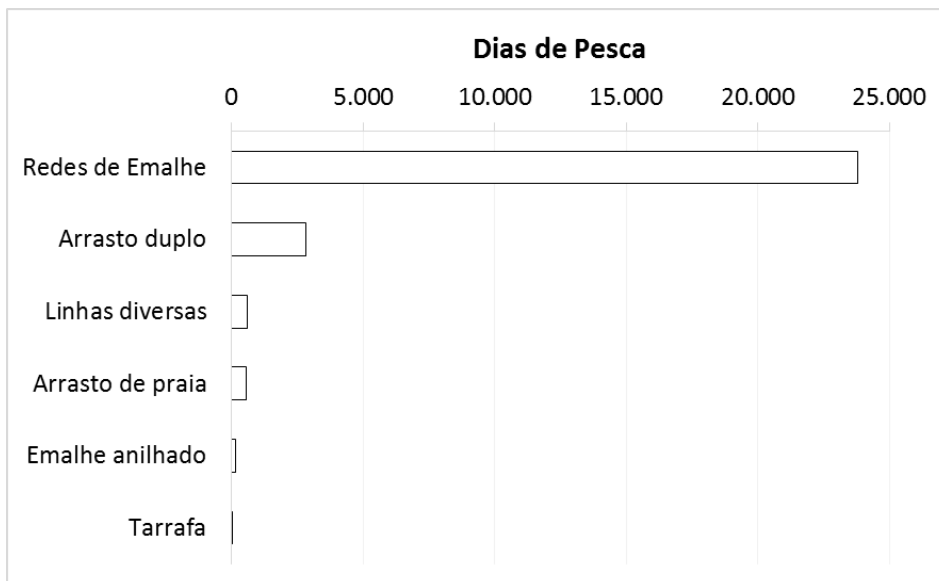 Dias de Pesca
0 5.000 10.000 15.000 20.000 25.000
Redes de Emalhe
Arrasto duplo
Linhas diversas
Arrasto de praia
Emalhe anilhado
Tarrafa